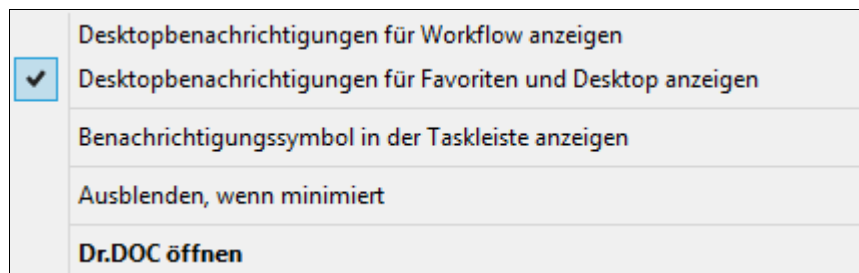 Desktopbenachrichtigungen für Workflow anzeigen
Desktopbenachrichtigungen für Favoriten und Desktop anzeigen
Benachrichtigungssymbol in der Taskleiste anzeigen
Ausblenden, wenn minimiert
Dr.DOC öffnen